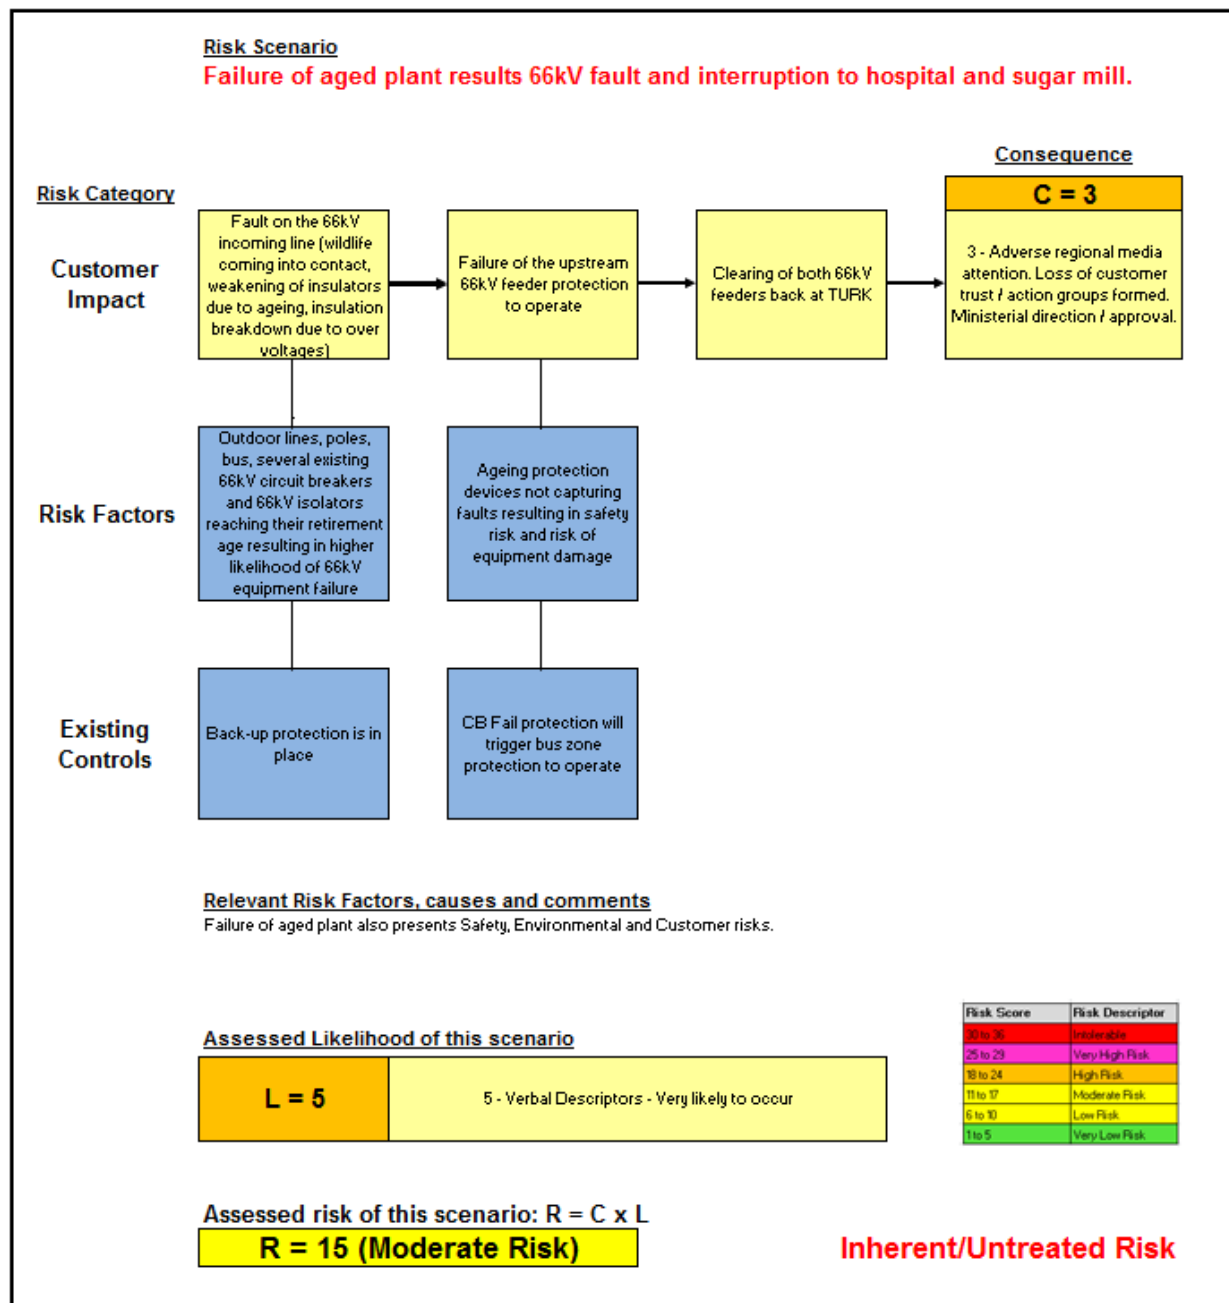 Risk Scenario
Failure of aged plant results 66kV fault and interruption to hospital and sugar mill.
Consequence
C = 3
Risk Category
Customer
Impact
Fault on the 66kV
incoming line (wildlife
coming into contact,
weakening of insulators
due to ageing, insulation
breakdown due to over
voltages)
Failure of the upstream
66kV feeder protection
to operate
Clearing of both 66kV
feeders back at TURK
3 - Adverse regional media
attention. Loss of customer
trust / action groups formed.
Ministerial direction / approval.
Risk Factors
Outdoor lines, poles,
bus, several existing
66kV circuit breakers
and 66kV isolators
reaching their retirement
age resulting in higher
likelihood of 66kV
equipment failure
Ageing protection
devices not capturing
faults resulting in safety
risk and risk of
equipment damage
Existing
Controls
Back-up protection is in
place
CB Fail protection will
trigger bus zone
protection to operate
Relevant Risk Factors, causes and comments
Failure of aged plant also presents Safety, Environmental and Customer risks.
Assessed Likelihood of this scenario
L = 5
5 - Verbal Descriptors - Very likely to occur
Risk Score Risk Descriptor
30 to 36 Intolerable
25 to 29 Very High Risk
18 to 24 High Risk
11 to 17 Moderate Risk
6 to 10 Low Risk
1 to 5 Very Low Risk
Assessed risk of this scenario: R = C x L
R = 15 (Moderate Risk)
Inherent/Untreated Risk